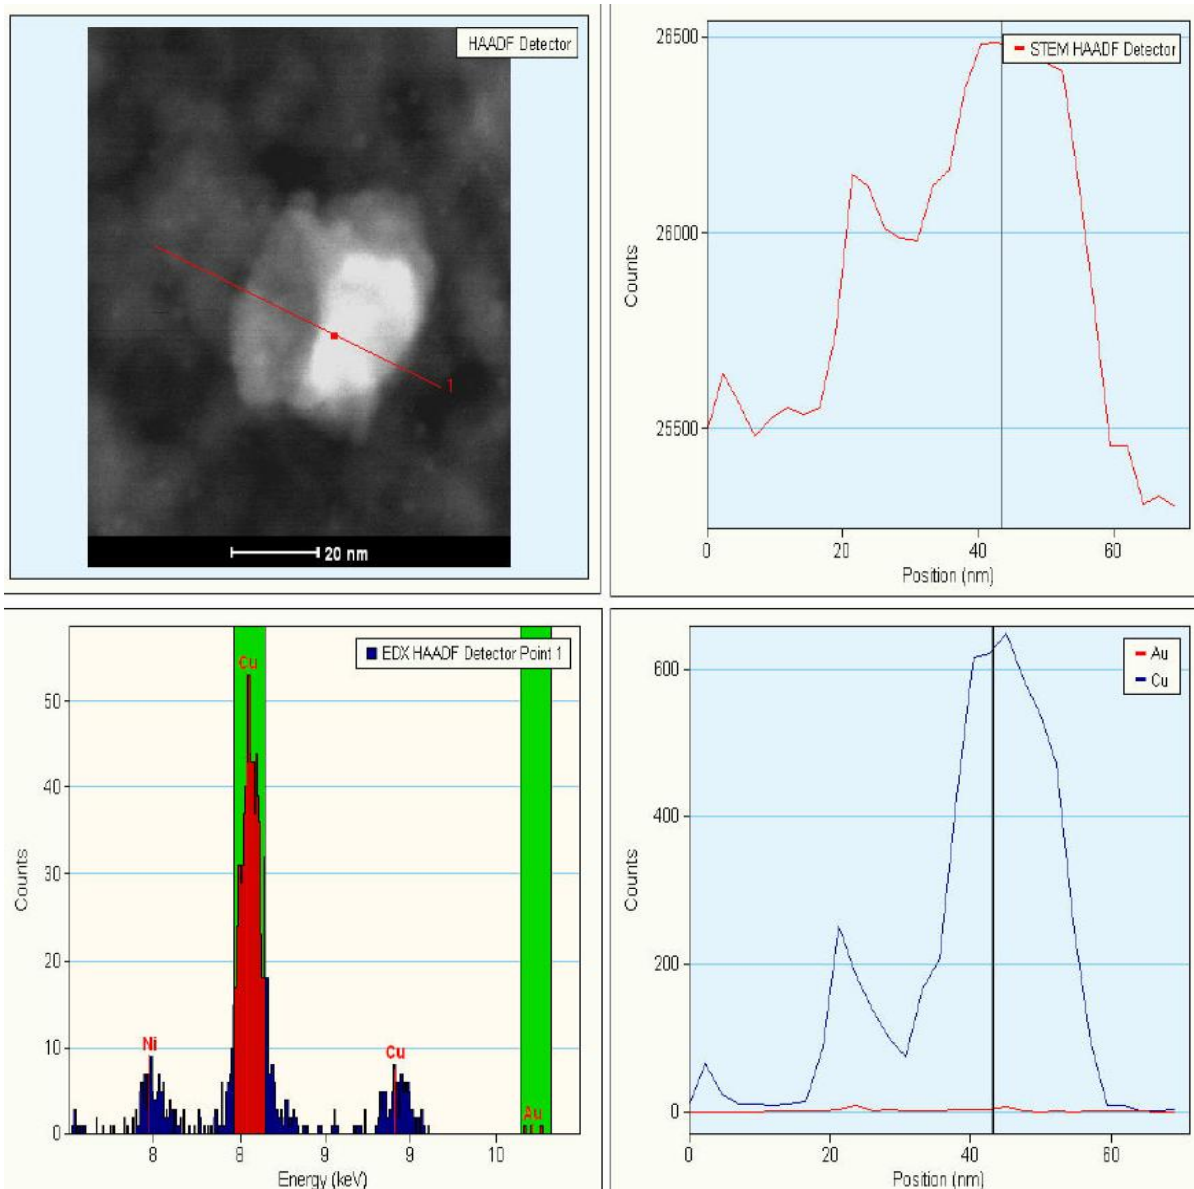 HAADF Detector
1
20 nm
STEM HAADF Detector
26500
26000
25500
Counts
0 20 40 60
Position (nm)
EDX HAADF Detector Point 1
Cu
Ni
Cu
Au
50
40
30
20
10
0
Counts
8 8 9 9 10
Energy (keV)
Au
Cu
600
400
200
0
Counts
0 20 40 60
Position (nm)